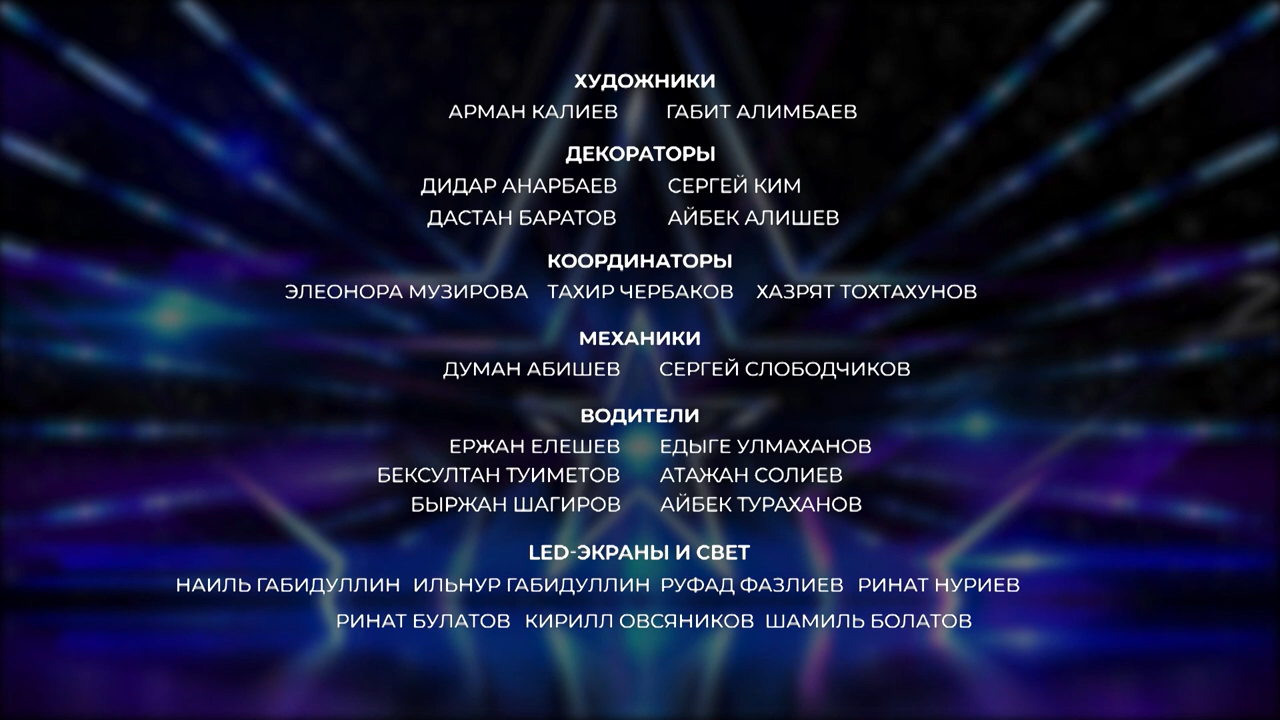 ХУДОЖНИКИ
АРМАН КАЛИЕВ ГАБИТ АЛИМБАЕВ
ДЕКОРАТОРЫ
ДИДАР АНАРБАЕВ СЕРГЕЙ КИМ
ДАСТАН БАРАТОВ АЙБЕК АЛИШЕВ
КООРДИНАТОРЫ
ЭЛЕОНОРА МУЗИРОВА ТАХИР ЧЕРБАКОВ ХАЗРЯТ ТОХТАХУНОВ
МЕХАНИКИ
ДУМАН АБИШЕВ СЕРГЕЙ СЛОБОДЧИКОВ
ВОДИТЕЛИ
ЕРЖАН ЕЛЕШЕВ ЕДЫГЕ УЛМАХАНОВ
БЕКСУЛТАН ТУИМЕТОВ АТАЖАН СОЛИЕВ
БЫРЖАН ШАГИРОВ АЙБЕК ТУРАХАНОВ
LED-ЭКРАНЫ И СВЕТ
НАИЛЬ ГАБИДУЛЛИН ИЛЬНУР ГАБИДУЛЛИН РУФАД ФАЗЛИЕВ РИНАТ НУРИЕВ
РИНАТ БУЛАТОВ КИРИЛЛ ОВСЯНИКОВ ШАМИЛЬ БОЛАТОВ